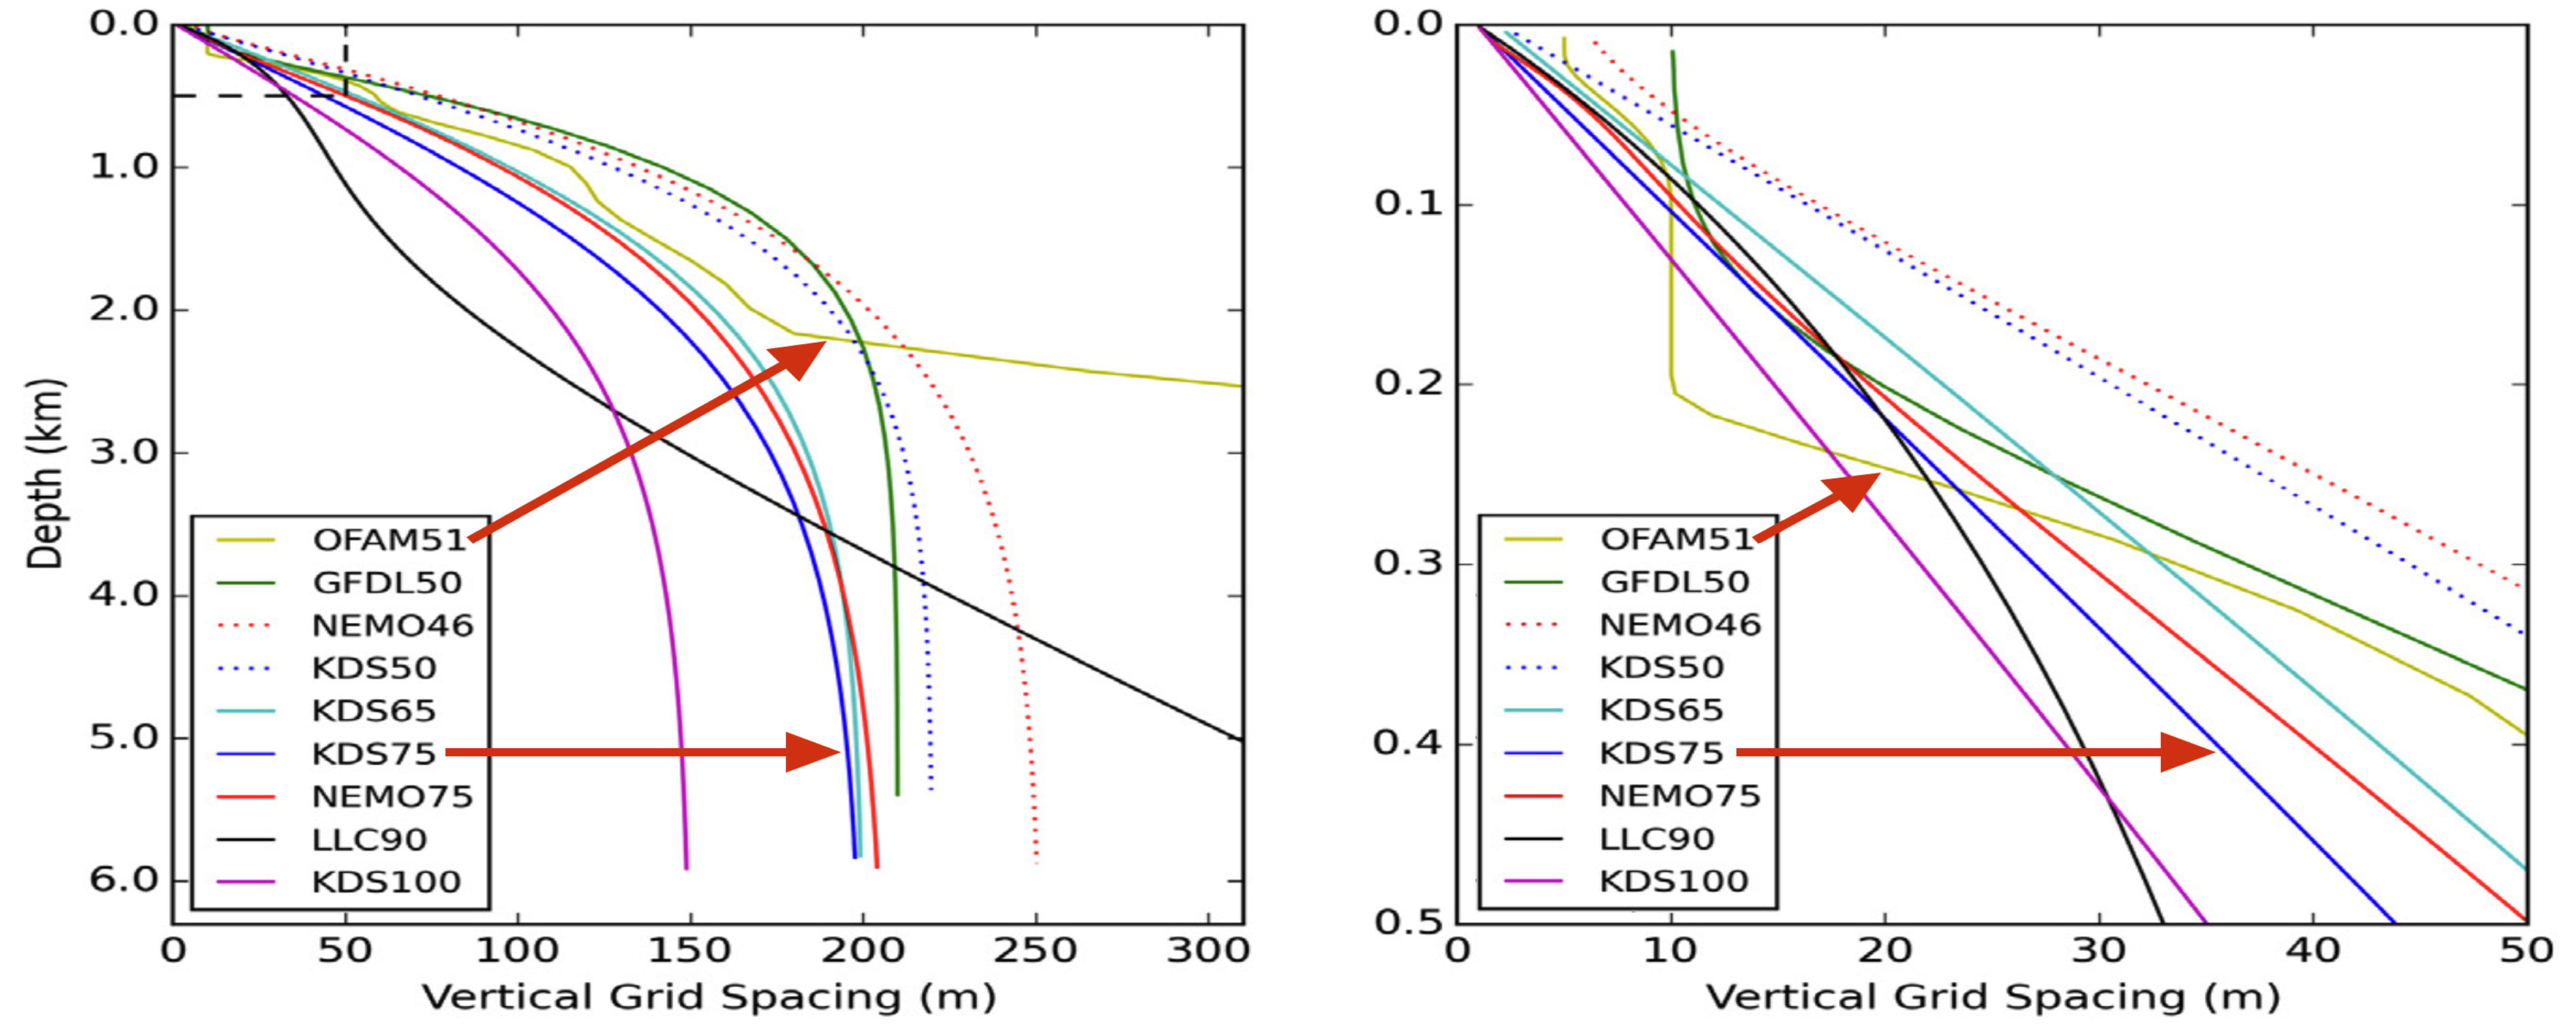 0.0
1.0
2.0
3.0
4.0
5.0
6.0
Depth (km)
OFAM51
GFDL50
NEMO46
KDS50
KDS65
KDS75
NEMO75
LLC90
KDS100
0 50 100 150 200 250 300
Vertical Grid Spacing (m)
0.0
0.1
0.2
0.3
0.4
0.5
OFAM51
GFDL50
NEMO46
KDS50
KDS65
KDS75
NEMO75
LLC90
KDS100
0 10 20 30 40 50
Vertical Grid Spacing (m)